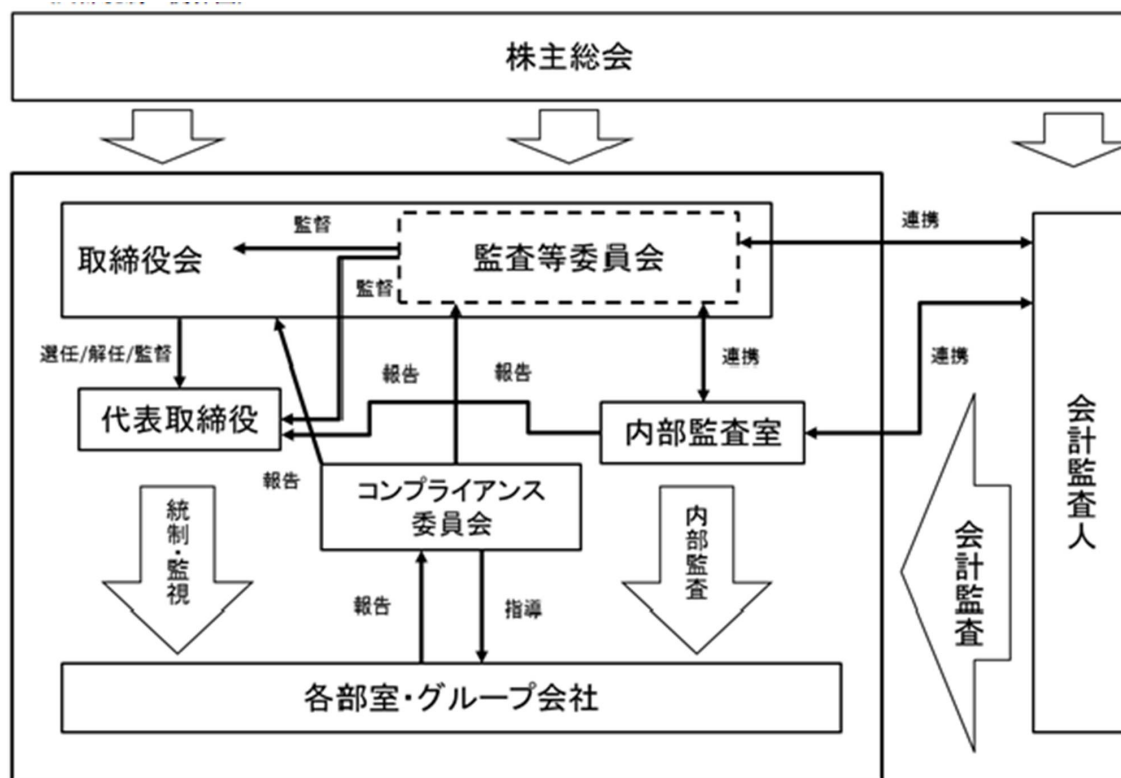 株主総会
連携
監督
取締役会
監査等委員会
監督
選任/解任/監督
連携
連携
報告
報告
代表取締役
内部監査室
報告
コンプライアンス
委員会
統制・監視
内部監査
会計監査
会計監査人
報告
指導
各部室・グループ会社